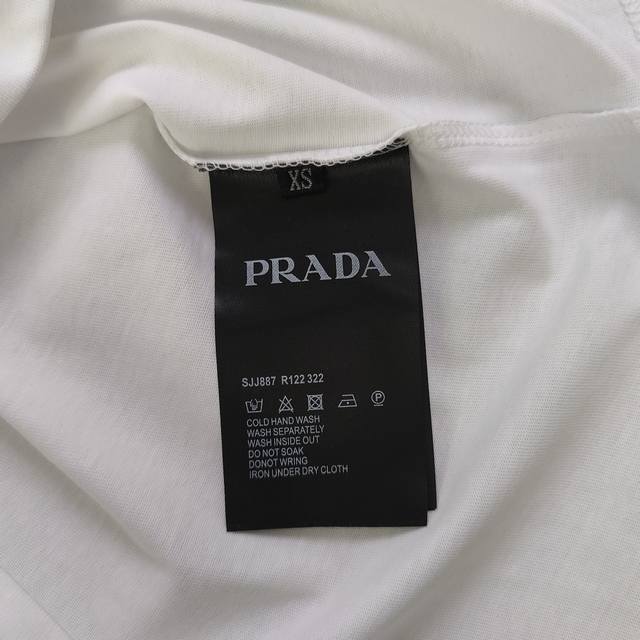 XS
PRADA
SJJ887 R122 322
COLD HAND WASH
WASH SEPARATELY
WASH INSIDE OUT
DO NOT SOAK
DONOT WRING
IRON UNDER DRY CLOTH